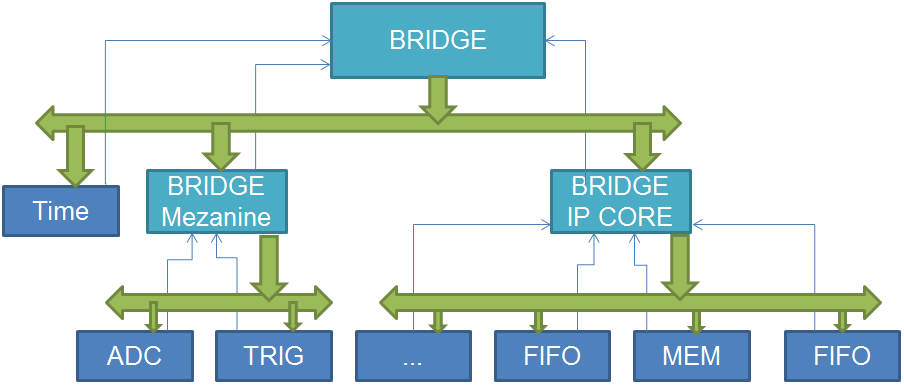 BRIDGE
Time
BRIDGE
Mezanine
BRIDGE
IP CORE
ADC
TRIG
...
FIFO
MEM
FIFO